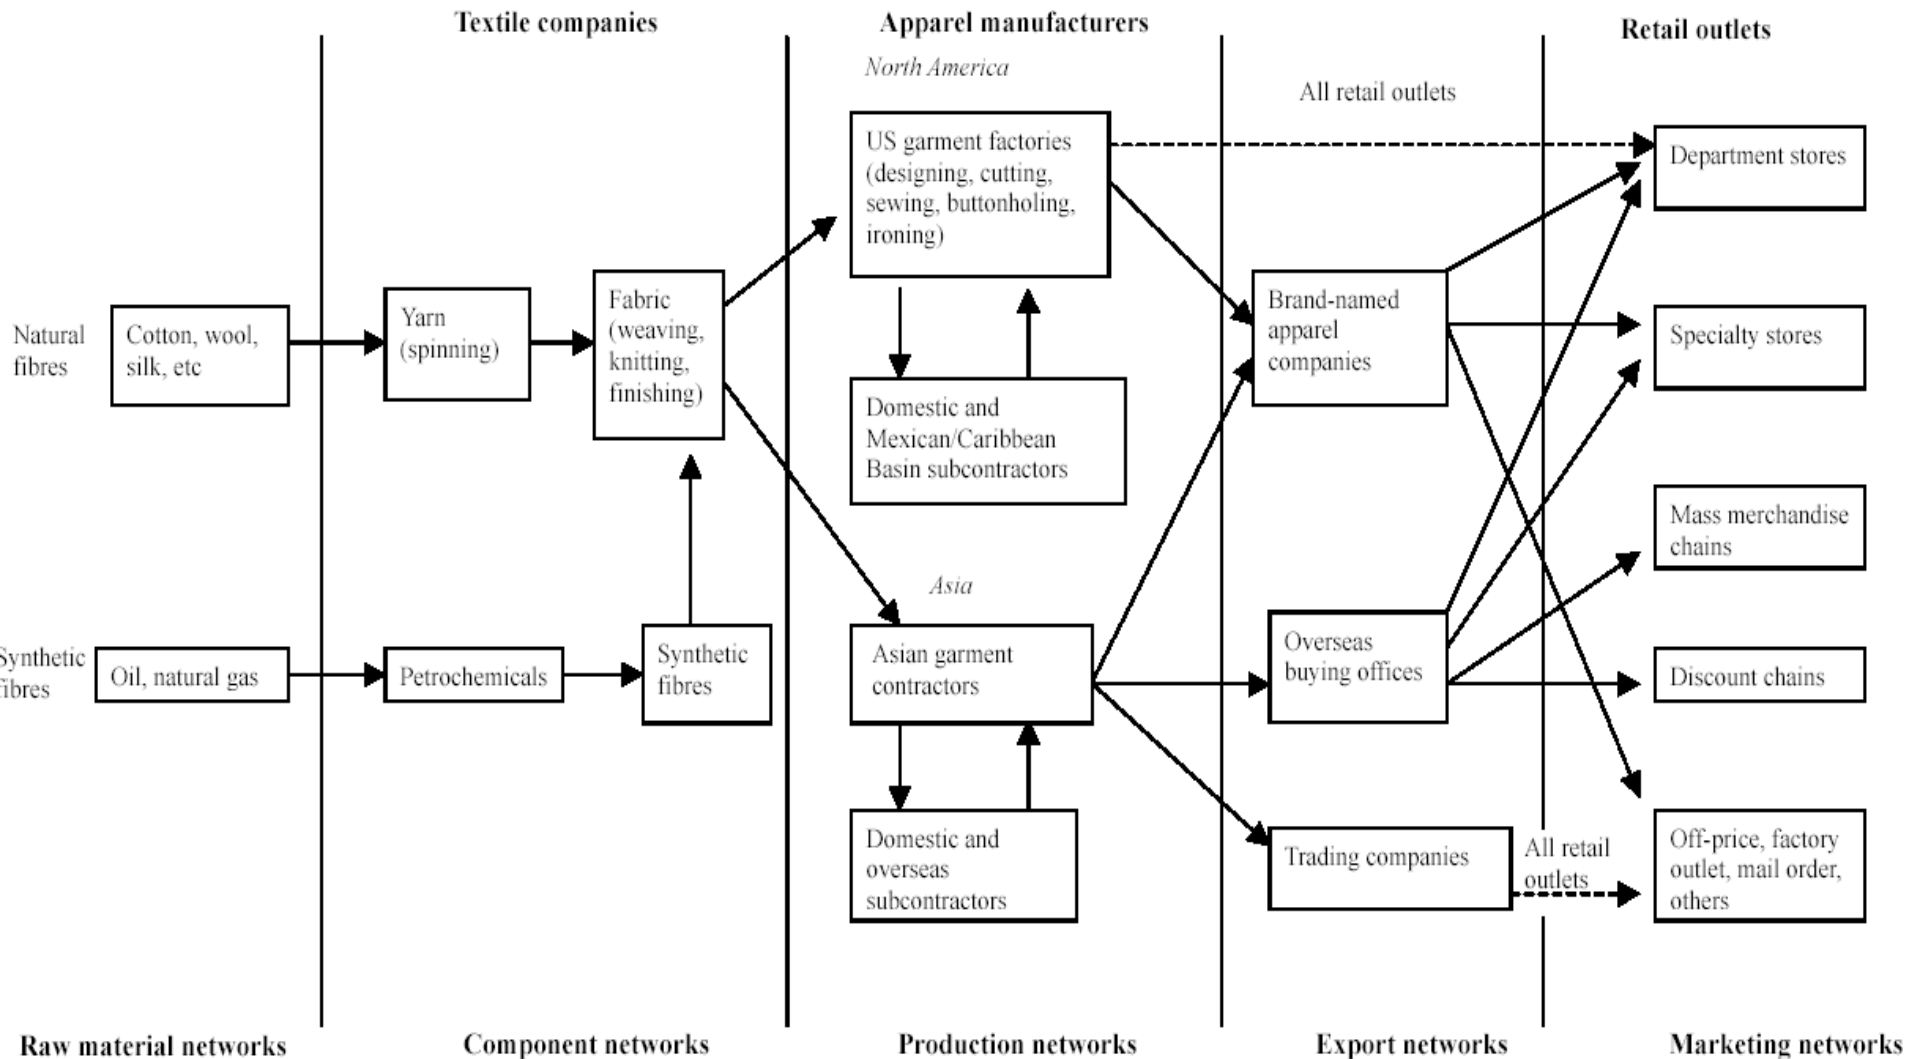 Textile companies
Apparel manufacturers
Retail outlets
North America
All retail outlets
US garment factories
(designing, cutting,
sewing, buttonholing,
ironing)
Department stores
Natural
fibres
Cotton, wool,
silk, etc
Yarn
(spinning)
Fabric
(weaving,
knitting,
finishing)
Brand-named
apparel
companies
Specialty stores
Domestic and
Mexican/Caribbean
Basin subcontractors
Mass merchandise
chains
Asia
Synthetic
fibres
Oil, natural gas
Petrochemicals
Synthetic
fibres
Asian garment
contractors
Overseas
buying offices
Discount chains
Domestic and
overseas
subcontractors
Trading companies
All retail
outlets
Off-price, factory
outlet, mail order,
others
Raw material networks
Component networks
Production networks
Export networks
Marketing networks